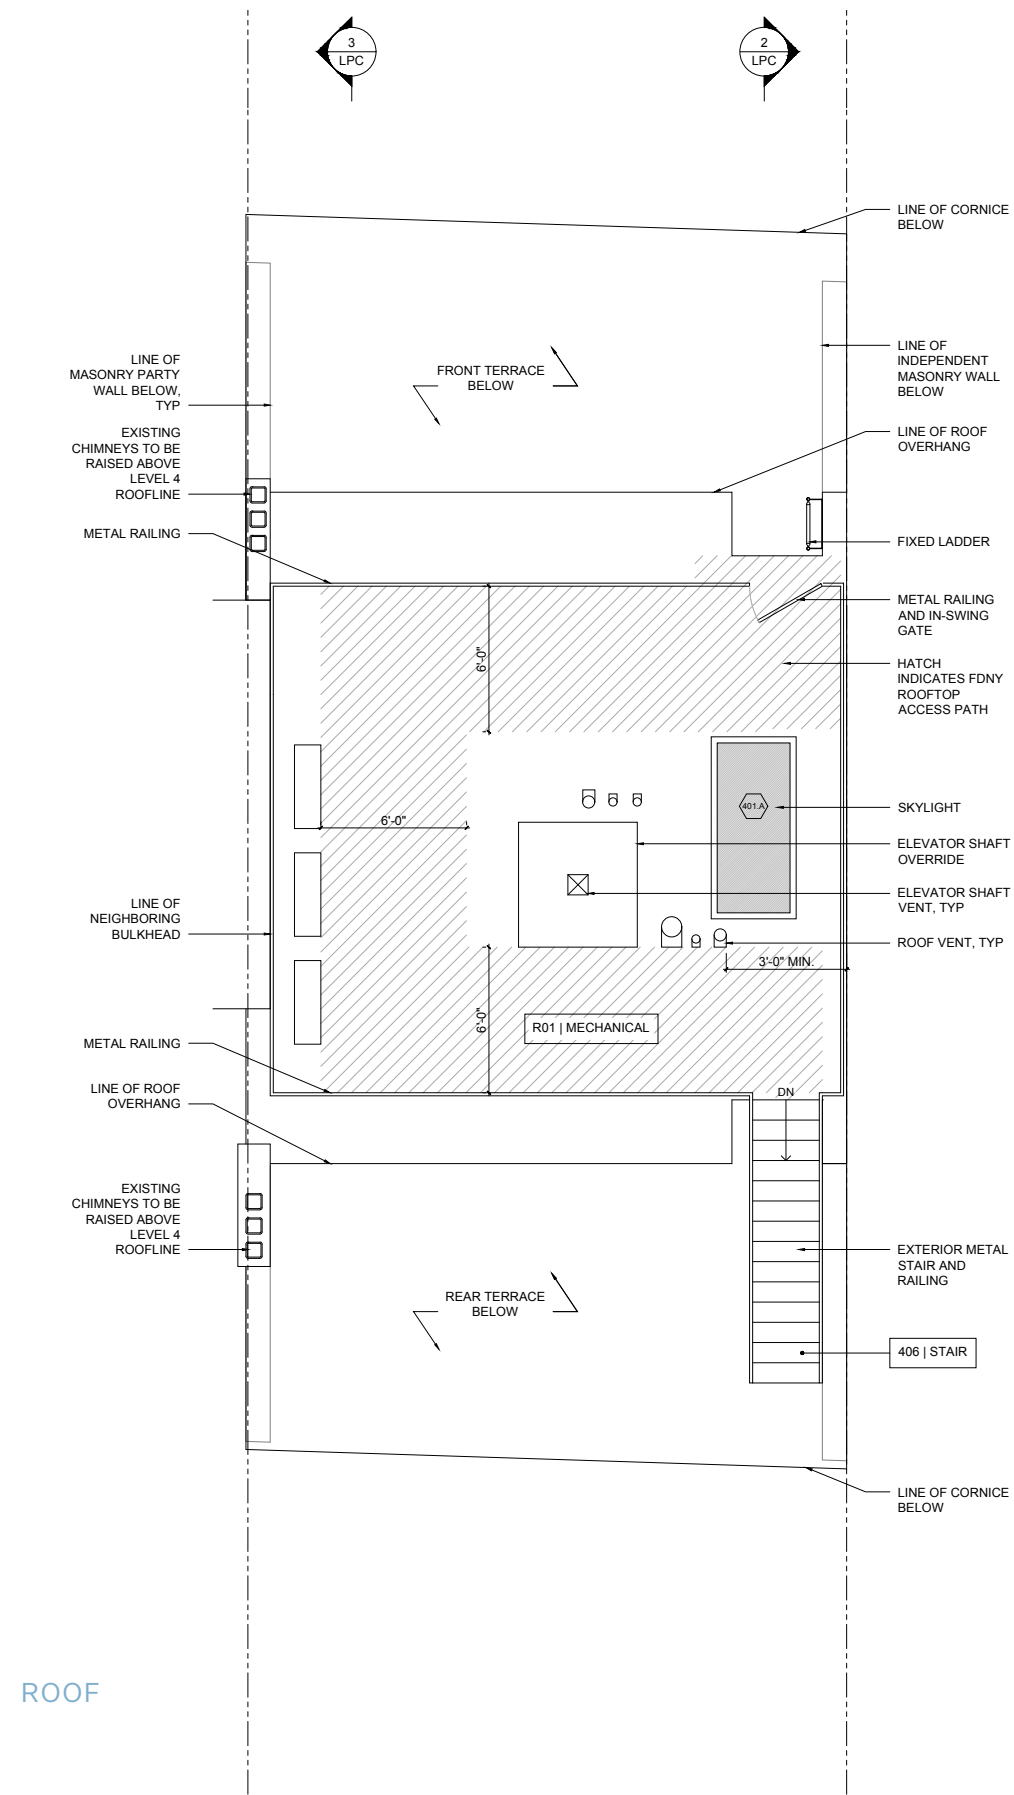 3
LPC
2
LPC
LINE OF CORNICE
BELOW
LINE OF
MASONRY PARTY
WALL BELOW,
TYP
FRONT TERRACE
BELOW
LINE OF
INDEPENDENT
MASONRY WALL
BELOW
EXISTING
CHIMNEYS TO BE
RAISED ABOVE
LEVEL 4
ROOFLINE
LINE OF ROOF
OVERHANG
METAL RAILING
FIXED LADDER
METAL RAILING
AND IN-SWING
GATE
6'-0"
HATCH
INDICATES FDNY
ROOFTOP
ACCESS PATH
401.A
SKYLIGHT
6'-0"
ELEVATOR SHAFT
OVERRIDE
ELEVATOR SHAFT
VENT, TYP
LINE OF
NEIGHBORING
BULKHEAD
ROOF VENT, TYP
3'-0" MIN.
6'-0"
R01 | MECHANICAL
METAL RAILING
LINE OF ROOF
OVERHANG
DN
EXISTING
CHIMNEYS TO BE
RAISED ABOVE
LEVEL 4
ROOFLINE
EXTERIOR METAL
STAIR AND
RAILING
REAR TERRACE
BELOW
406 | STAIR
LINE OF CORNICE
BELOW
ROOF